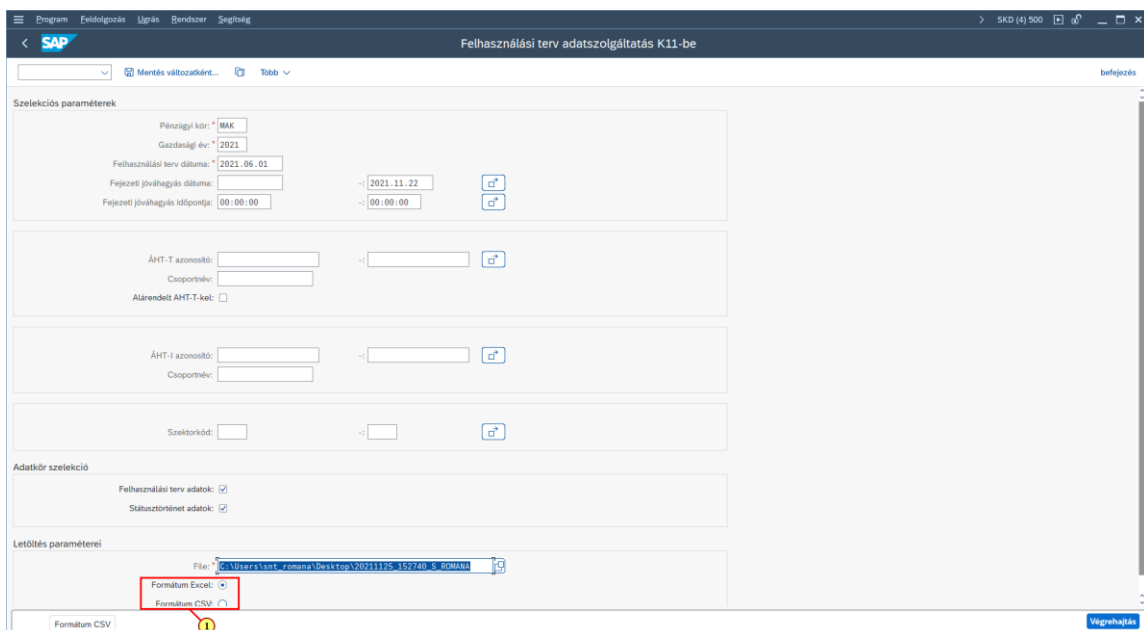 Program Feldolgozás Ugrás Rendszer Segítség SKD (4) 500
SAP Felhasználási terv adatszolgáltatás K11-be
Mentés változatként... Több befejezés
Szelekciós paraméterek
Pénzügyi kör: * MAK
Gazdasági év: * 2021
Felhasználási terv dátuma: * 2021.06.01
Fejezeti jóváhagyás dátuma: -: 2021.11.22
Fejezeti jóváhagyás időpontja: 00:00:00 -: 00:00:00
ÁHT-T azonosító: -:
Csoportnév:
Alárendelt AHT-T-kel:
ÁHT-I azonosító: -:
Csoportnév:
Szektorkód: -:
Adatkör szelekció
Felhasználási terv adatok:
Státusztörténet adatok:
Letöltés paraméterei
File: * C:\Users\snt_romana\Desktop\20211125_152740_S_ROMANA
Formátum Excel:
Formátum CSV:
Formátum CSV 1 Végrehajtás